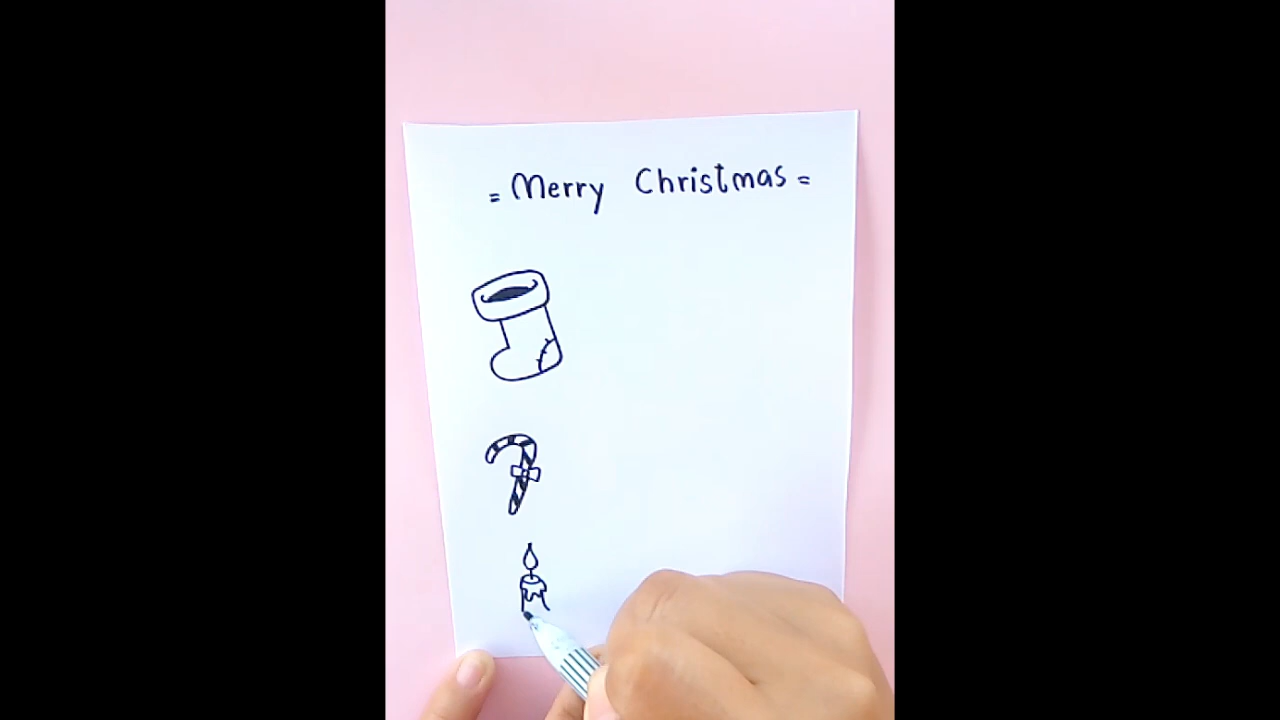 = Merry Christmas =